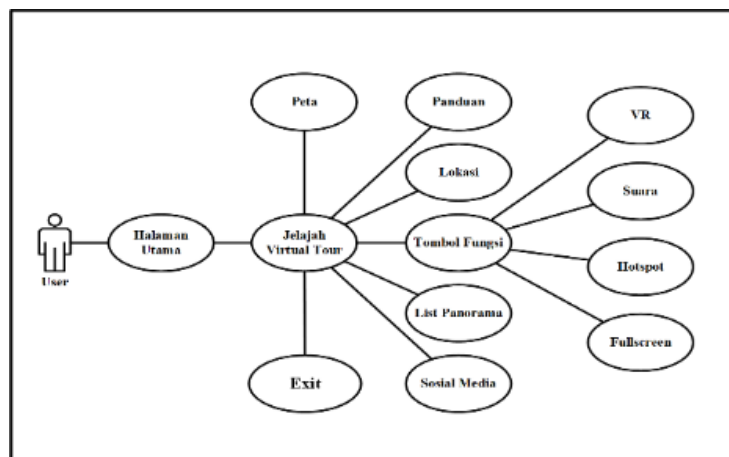 Peta
Panduan
VR
Lokasi
Suara
User
Halaman
Utama
Jelajah
Virtual Tour
Tombol Fungsi
Hotspot
List Panorama
Fullscreen
Exit
Sosial Media